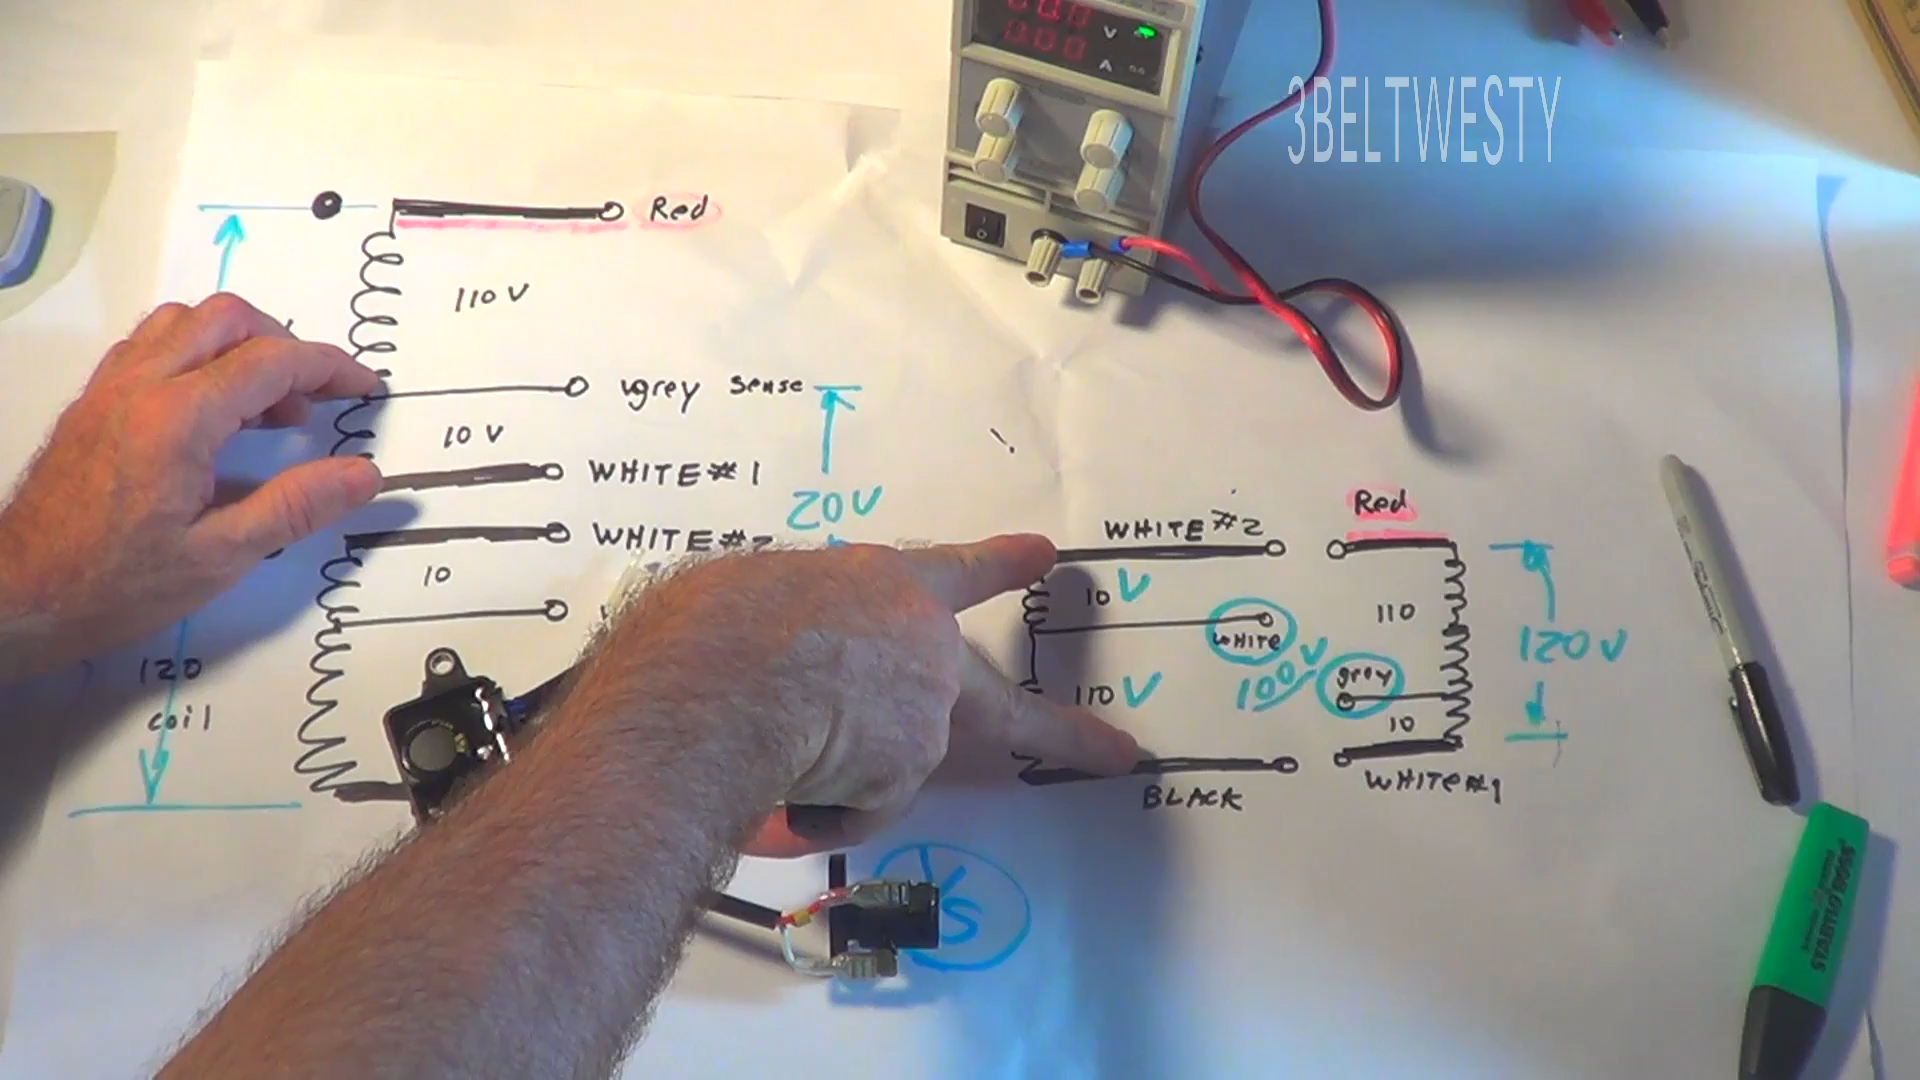 3BELTWESTY
Red
110 V
grey sense
10 V
WHITE#1
20V
WHITE#2
10
120
coil
WHITE #2
Red
10 V
WHITE
110
120V
100V
grey
110 V
10
BLACK
WHITE#1
VS